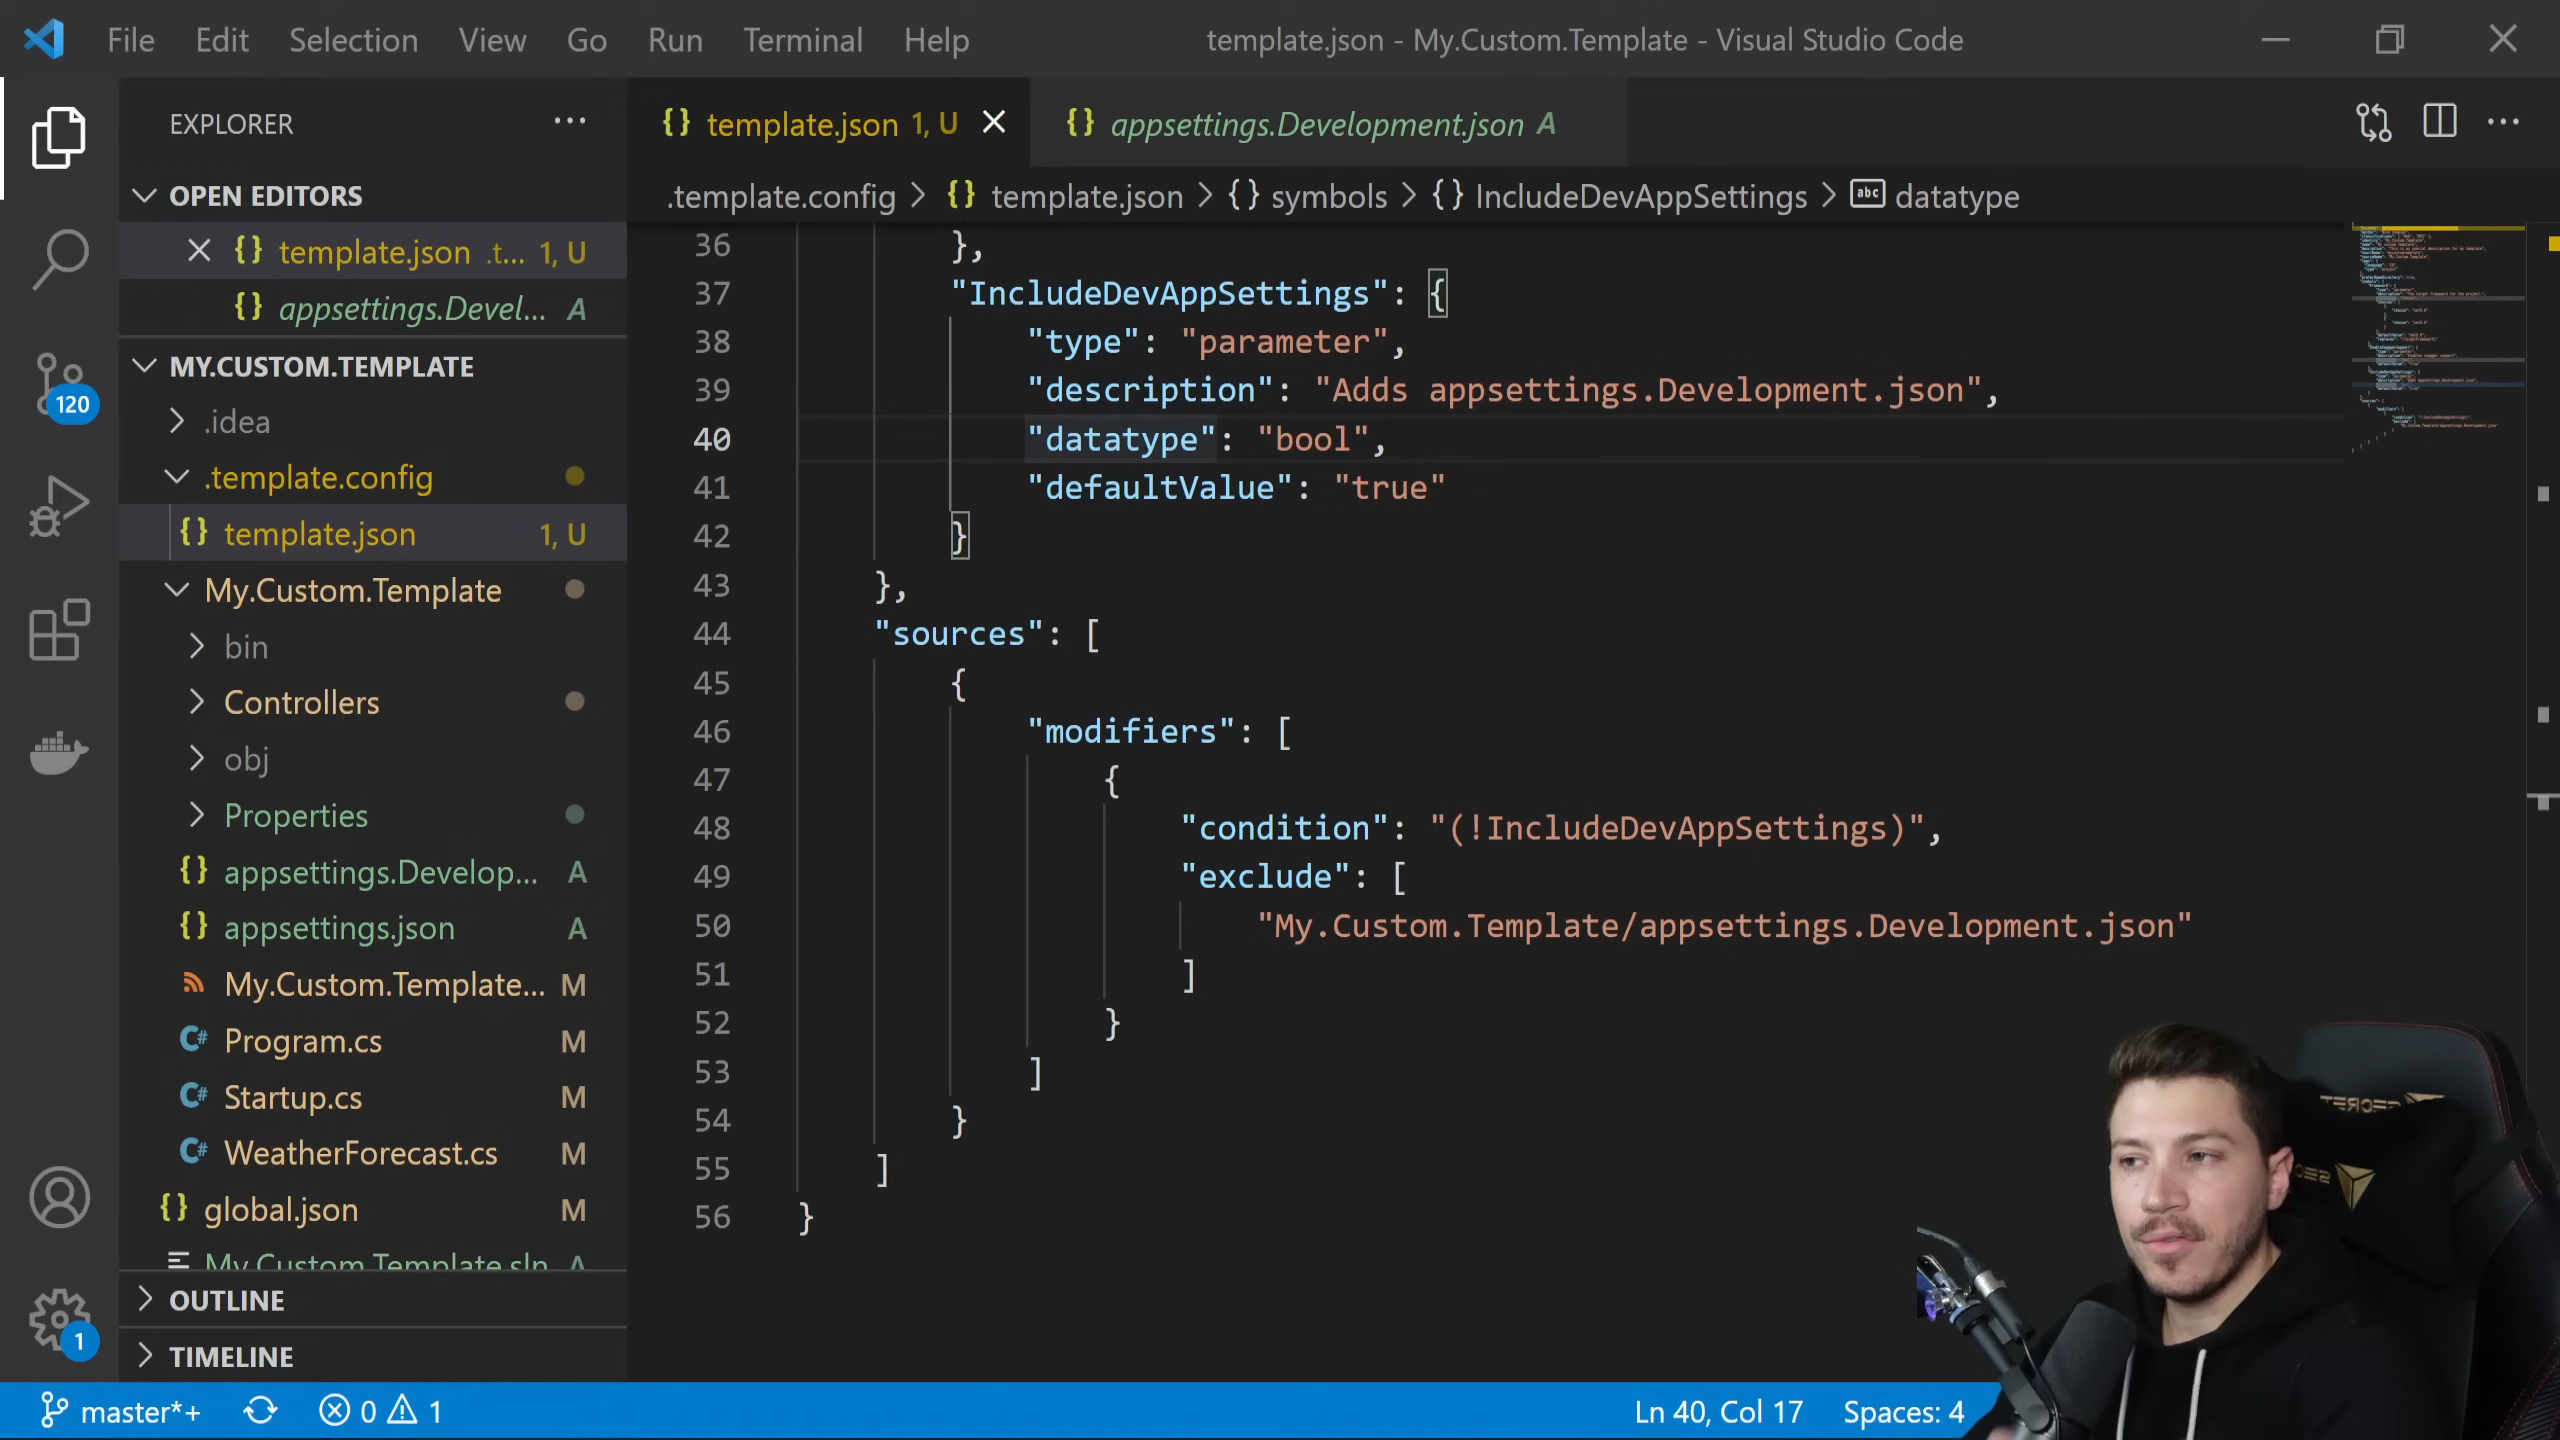 File Edit Selection View Go Run Terminal Help
template.json - My.Custom.Template - Visual Studio Code
EXPLORER
OPEN EDITORS
template.json .t... 1, U
appsettings.Devel... A
MY.CUSTOM.TEMPLATE
.idea
.template.config
template.json 1, U
My.Custom.Template
bin
Controllers
obj
Properties
appsettings.Develop... A
appsettings.json A
My.Custom.Template... M
Program.cs M
Startup.cs M
WeatherForecast.cs M
global.json M
My.Custom.Template.sln A
OUTLINE
TIMELINE
120
1
template.json 1, U
appsettings.Development.json A
.template.config > {} template.json > {} symbols > {} IncludeDevAppSettings > abc datatype
36 },
37 "IncludeDevAppSettings": {
38 "type": "parameter",
39 "description": "Adds appsettings.Development.json",
40 "datatype": "bool",
41 "defaultValue": "true"
42 }
43 },
44 "sources": [
45 {
46 "modifiers": [
47 {
48 "condition": "(!IncludeDevAppSettings)",
49 "exclude": [
50 "My.Custom.Template/appsettings.Development.json"
51 ]
52 }
53 ]
54 }
55 ]
56 }
master*+ 0 1
Ln 40, Col 17 Spaces: 4